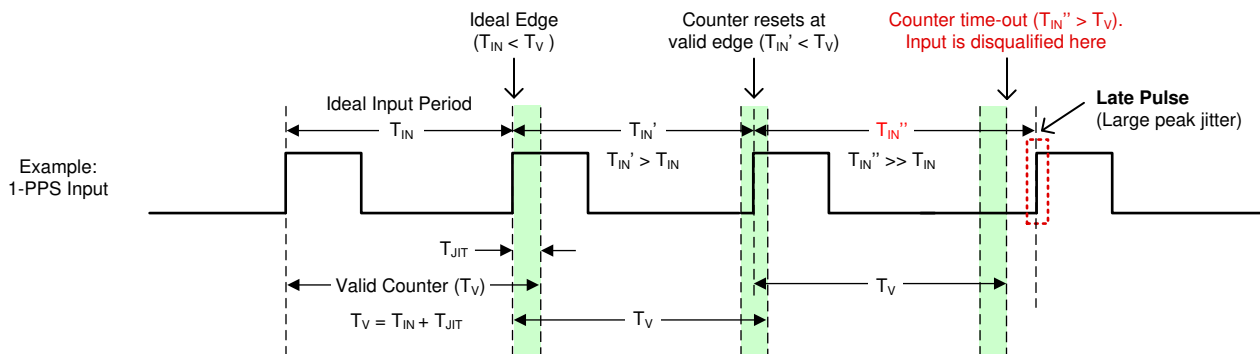 Ideal Edge
(TIN < TV )
Counter resets at
valid edge (TIN' < TV)
Counter time-out (TIN'' > TV).
Input is disqualified here
Ideal Input Period
TIN
TIN'
TIN''
Late Pulse
(Large peak jitter)
Example:
1-PPS Input
TIN' > TIN
TIN'' >> TIN
TJIT
Valid Counter (TV)
TV
TV = TIN + TJIT
TV